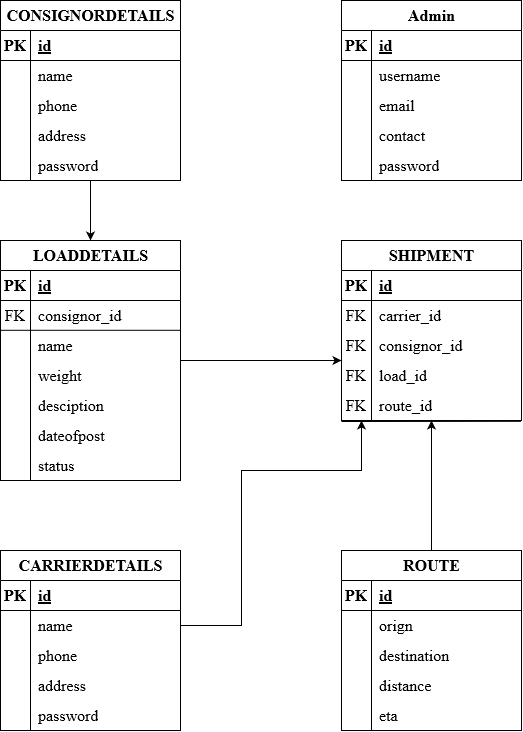 CONSIGNORDETAILS
PK id
name
phone
address
password
Admin
PK id
username
email
contact
password
LOADDETAILS
PK id
FK consignor_id
name
weight
desciption
dateofpost
status
SHIPMENT
PK id
FK carrier_id
FK consignor_id
FK load_id
FK route_id
CARRIERDETAILS
PK id
name
phone
address
password
ROUTE
PK id
orign
destination
distance
eta